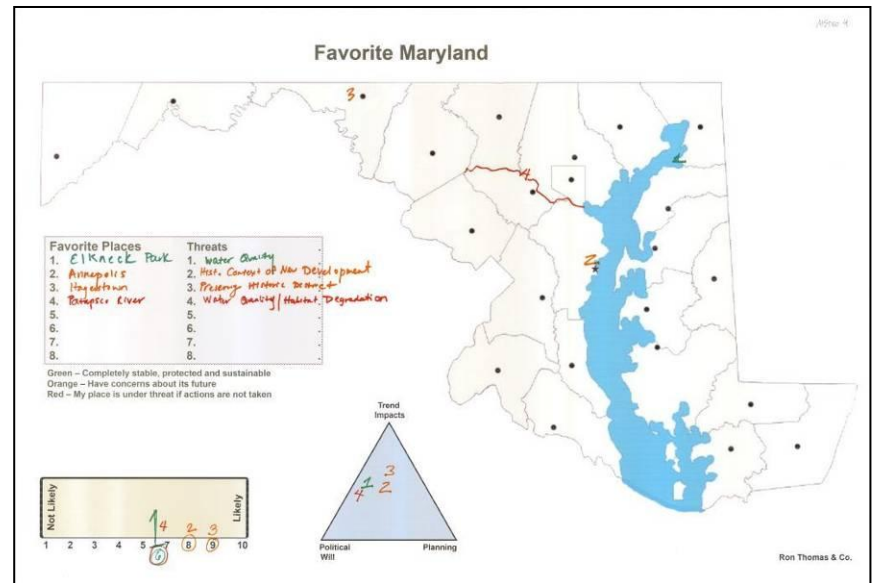 Favorite Maryland
3
4
1
2
Favorite Places Threats
1. Elkneck Park 1. Water Quality
2. Annapolis 2. Hist. Context of New Development
3. Hagerstown 3. Preserving Historic District
4. Patapsco River 4. Water Quality/Habitat Degradation
5. 5.
6. 6.
7. 7.
8. 8.
Green – Completely stable, protected and sustainable
Orange – Have concerns about its future
Red – My place is under threat if actions are not taken
Trend
Impacts
3
1 2
4
Political
Will
Planning
Not Likely
Likely
1 4 2 3
1 2 3 4 5 6 7 8 9 10
Ron Thomas & Co.